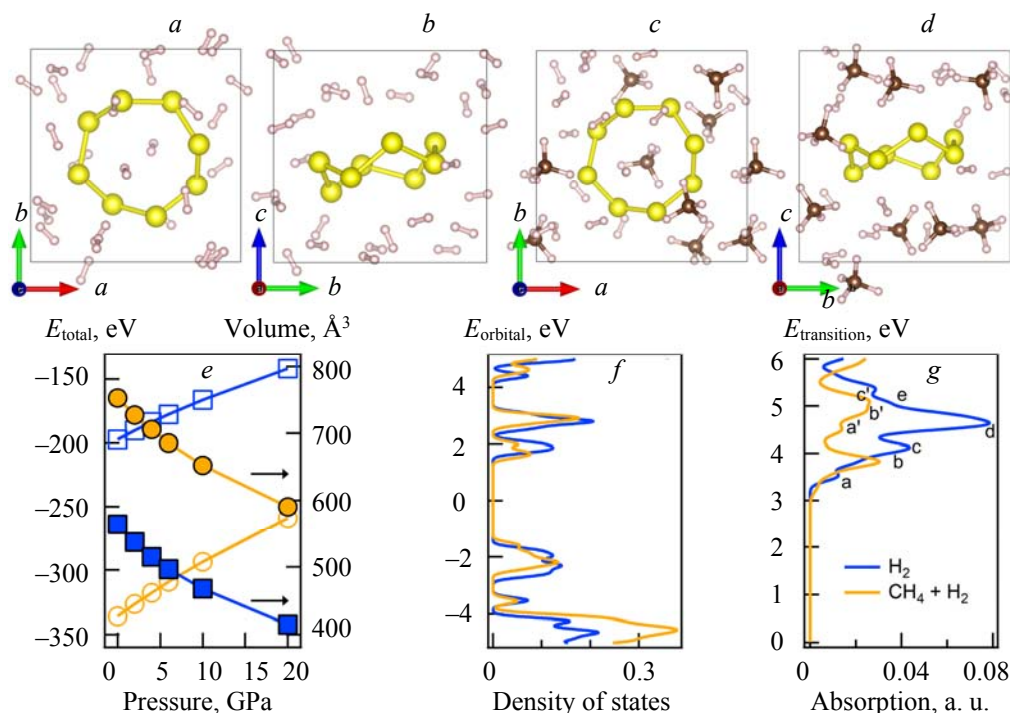 a b c d
b a
c b
b a
c b
E_total, eV Volume, Å³ E_orbital, eV E_transition, eV
e f g
–150
–200
–250
–300
–350
800
700
600
500
400
0 5 10 15 20
Pressure, GPa
4
2
0
–2
–4
0 0.3
Density of states
6
5
4
3
2
1
0
c' e
b'
a' d
c
b
a
H₂
CH₄ + H₂
0 0.04 0.08
Absorption, a. u.